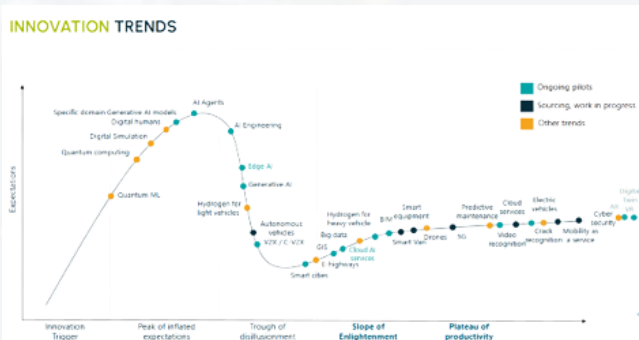 INNOVATION TRENDS
Ongoing pilots
Sourcing, work in progress
Other trends
Expectations
AI Agents
Specific domain Generative AI models
Digital humans
AI Engineering
Digital Simulation
Quantum computing
Edge AI
Generative AI
Quantum ML
Hydrogen for
light vehicles
Autonomous
vehicles
V2X / C-V2X
Smart cities
GIS
E-highways
Big data
Cloud AI
services
Hydrogen for
heavy vehicle
BIM
Smart
equipment
Smart Van
Drones
5G
Predictive
maintenance
Cloud
services
Video
recognition
Electric
vehicles
Crack
recognition
Mobility as
a service
Cyber
security
AR
Digital
Twin
Innovation
Trigger
Peak of inflated
expectations
Trough of
disillusionment
Slope of
Enlightenment
Plateau of
productivity